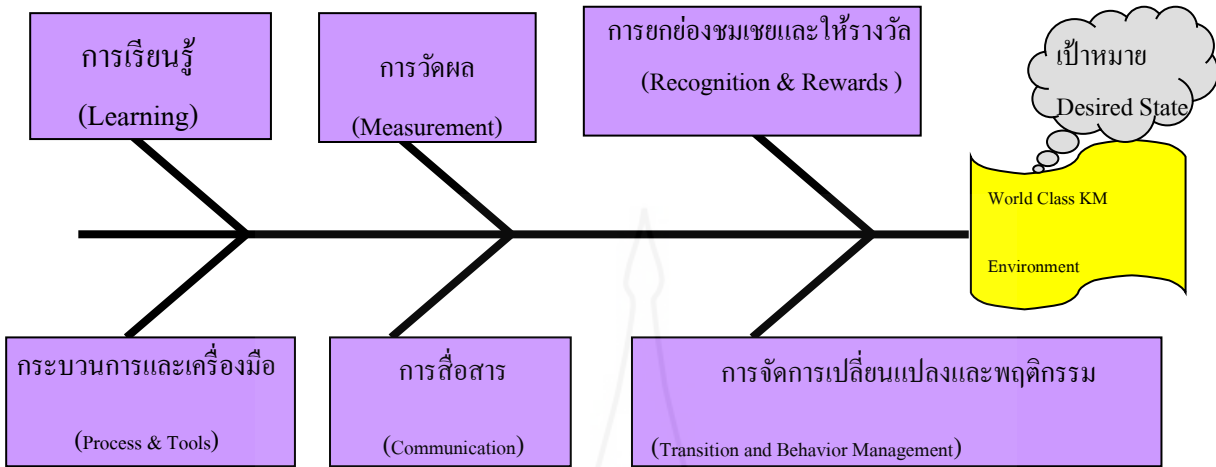 การเรียนรู้
(Learning)
การวัดผล
(Measurement)
การยกย่องชมเชยและให้รางวัล
(Recognition & Rewards )
เป้าหมาย
Desired State
World Class KM
Environment
กระบวนการและเครื่องมือ
(Process & Tools)
การสื่อสาร
(Communication)
การจัดการเปลี่ยนแปลงและพฤติกรรม
(Transition and Behavior Management)